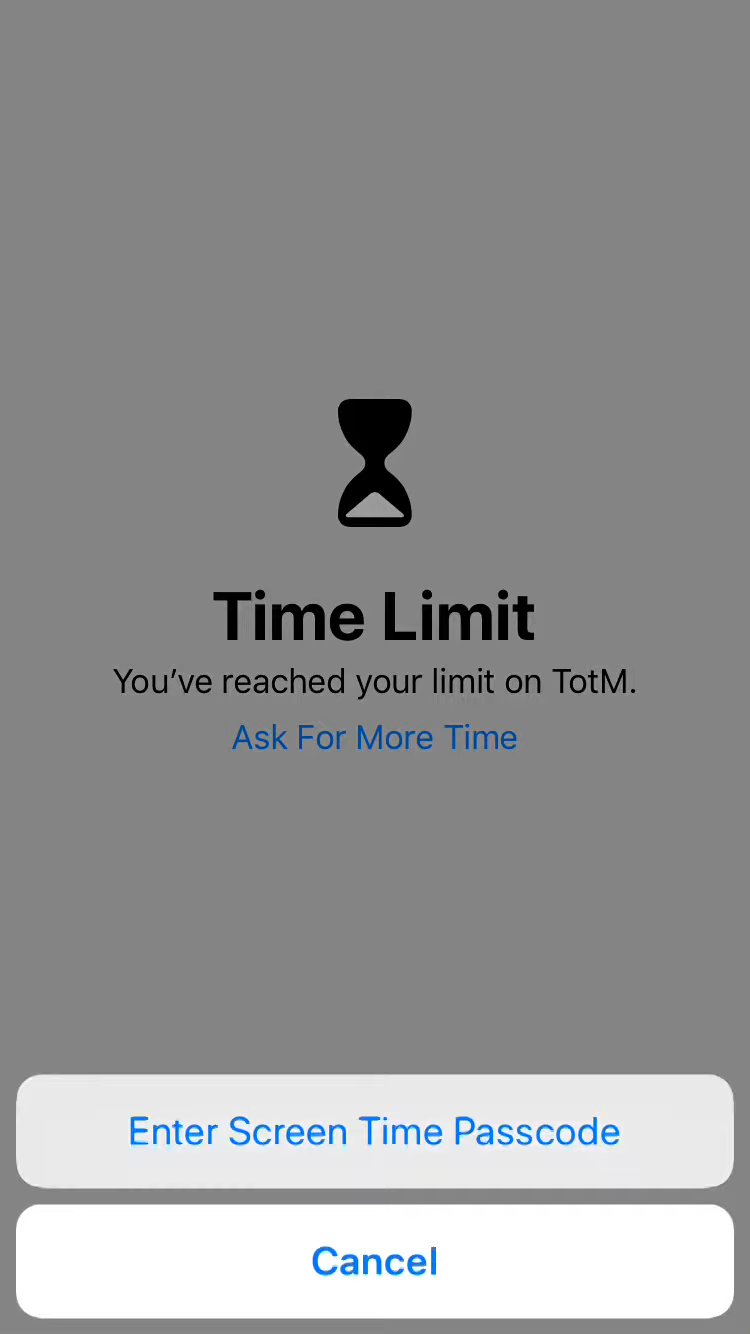 Time Limit
You’ve reached your limit on TotM.
Ask For More Time
Enter Screen Time Passcode
Cancel